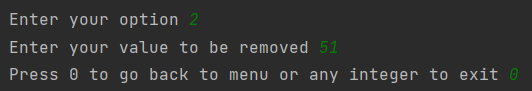 Enter your option 2
Enter your value to be removed 51
Press 0 to go back to menu or any integer to exit 0